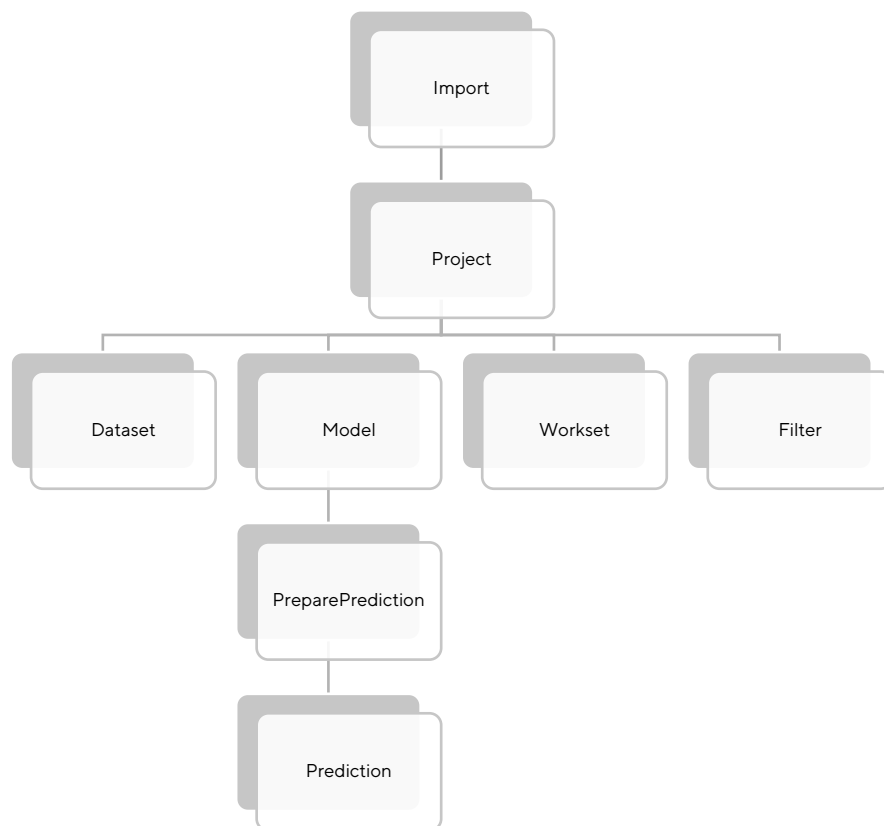 Import
Project
Dataset
Model
Workset
Filter
PreparePrediction
Prediction